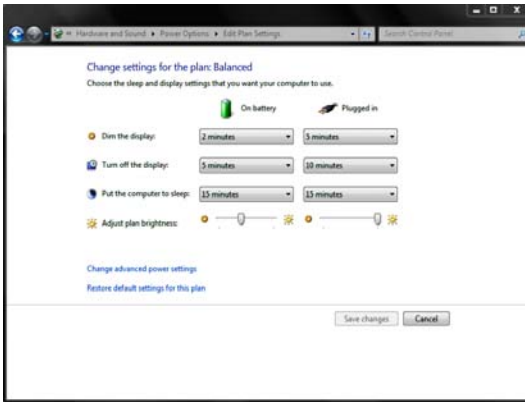 Hardware and Sound ▸ Power Options ▸ Edit Plan Settings
Search Control Panel
Change settings for the plan: Balanced
Choose the sleep and display settings that you want your computer to use.
On battery Plugged in
Dim the display: 2 minutes 5 minutes
Turn off the display: 5 minutes 10 minutes
Put the computer to sleep: 15 minutes 15 minutes
Adjust plan brightness:
Change advanced power settings
Restore default settings for this plan
Save changes Cancel